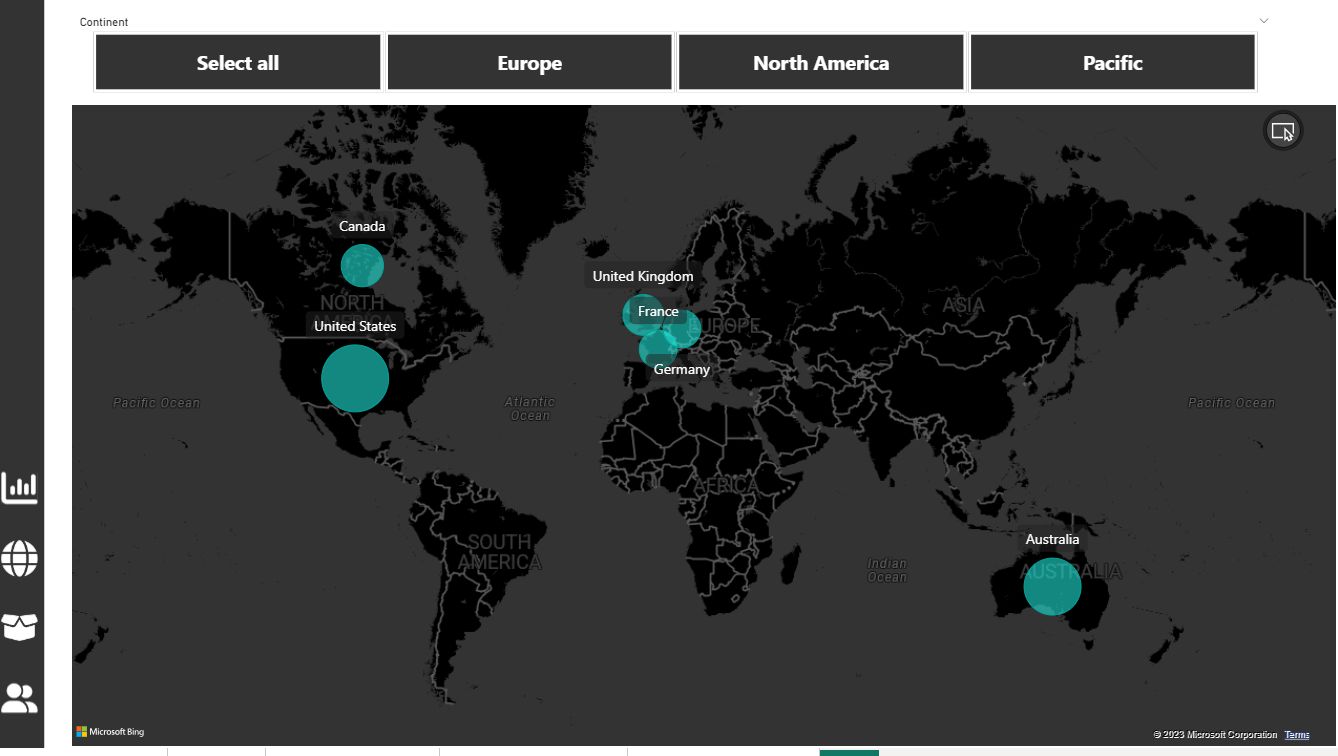 Continent
Select all
Europe
North America
Pacific
Canada
NORTH
AMERICA
United States
United Kingdom
France
EUROPE
Germany
ASIA
Pacific Ocean
Atlantic
Ocean
Pacific Ocean
AFRICA
SOUTH
AMERICA
Indian
Ocean
Australia
AUSTRALIA
Microsoft Bing
© 2023 Microsoft Corporation Terms